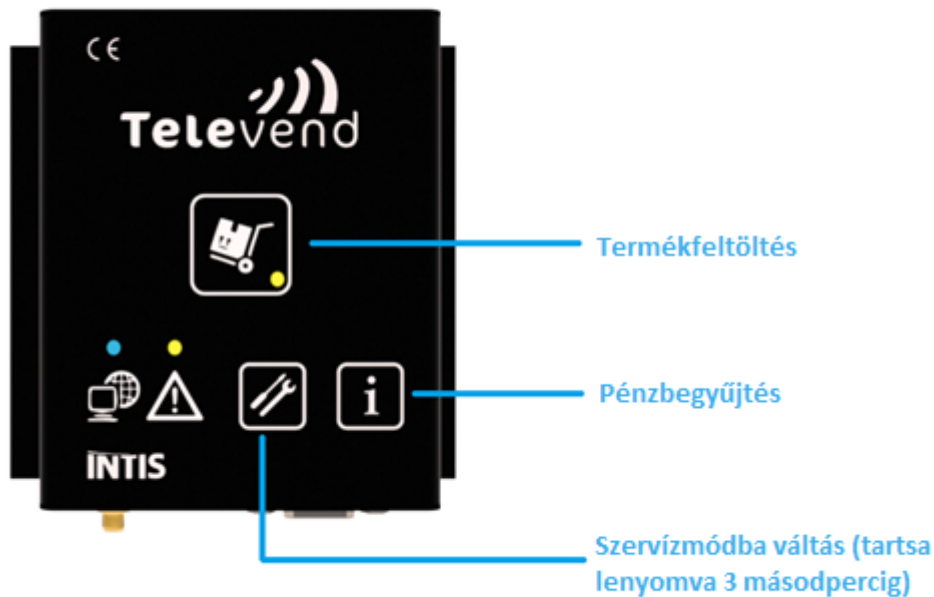 CE
Televend
Termékfeltöltés
i
Pénzbegyűjtés
INTIS
Szervízmódba váltás (tartsa
lenyomva 3 másodpercig)